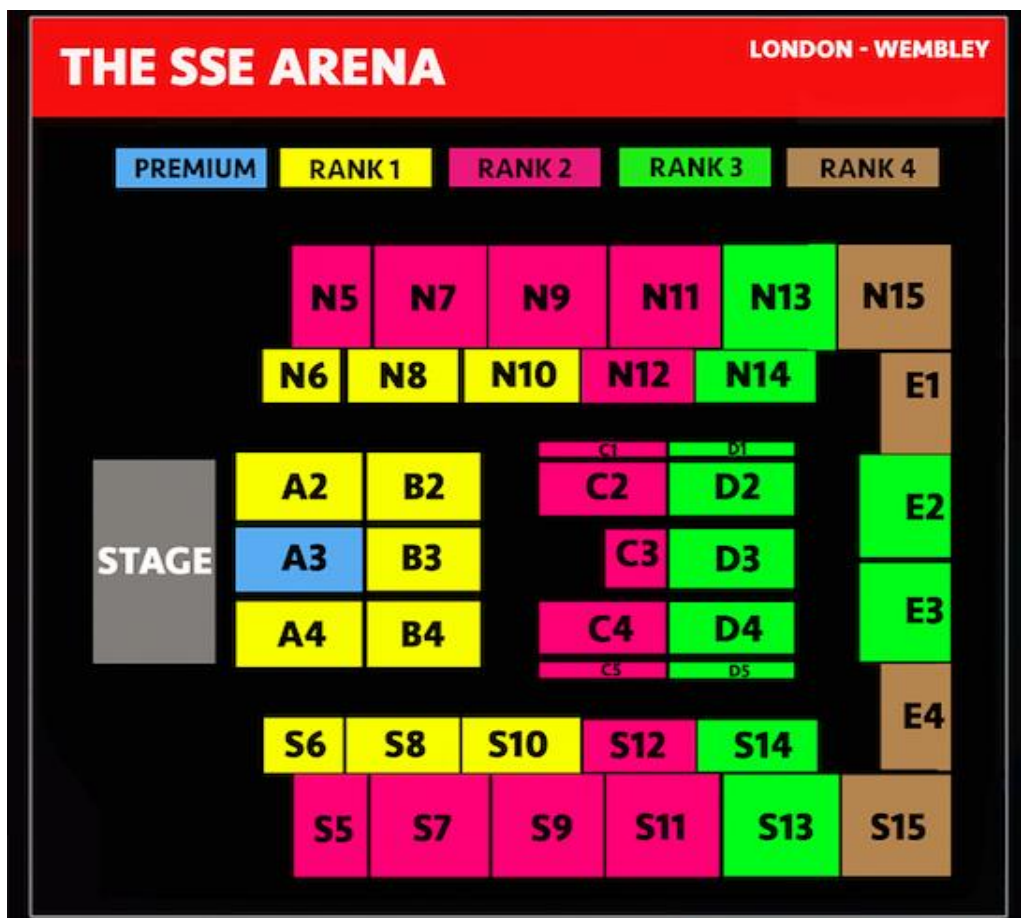 THE SSE ARENA
LONDON - WEMBLEY
PREMIUM RANK 1 RANK 2 RANK 3 RANK 4
N5 N7 N9 N11 N13 N15
N6 N8 N10 N12 N14 E1
C1 D1
A2 B2 C2 D2 E2
STAGE A3 B3 C3 D3
A4 B4 C4 D4 E3
C5 D5
E4
S6 S8 S10 S12 S14
S5 S7 S9 S11 S13 S15